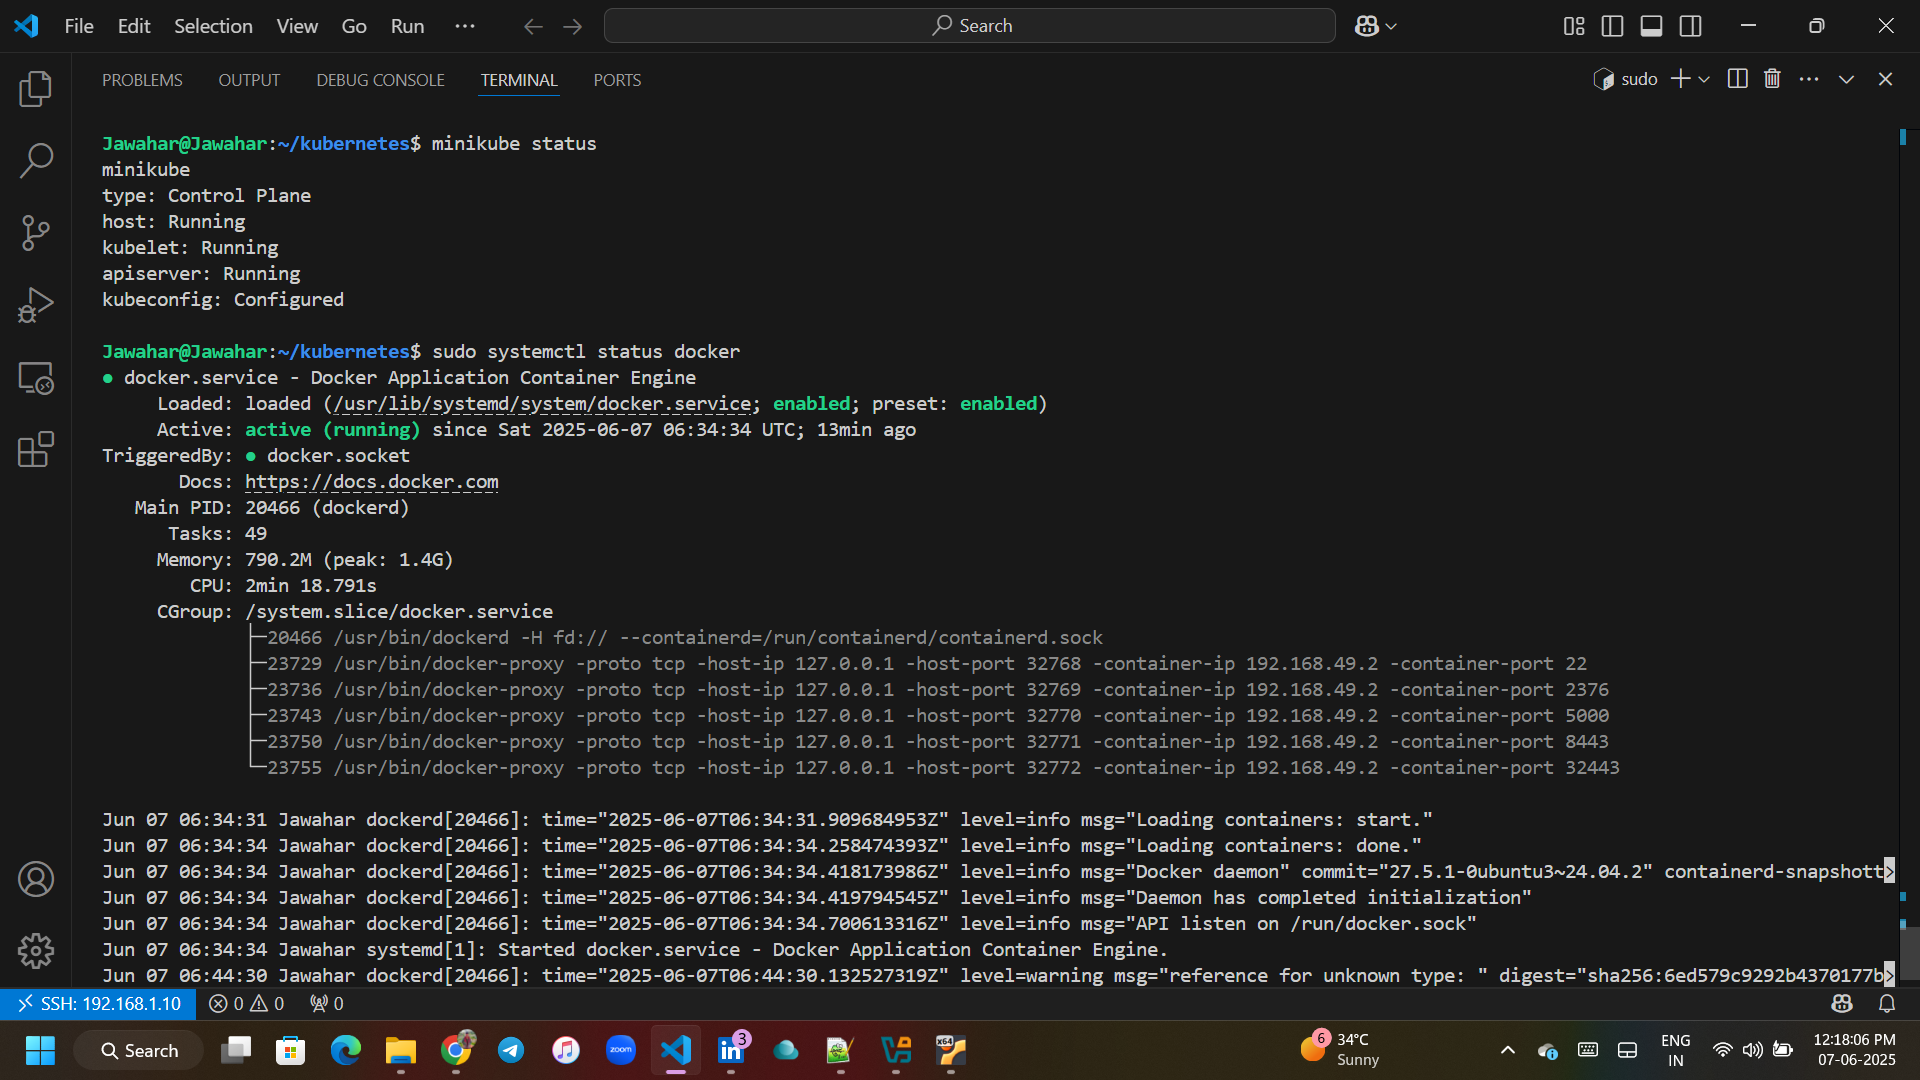 File Edit Selection View Go Run ··· Search
PROBLEMS OUTPUT DEBUG CONSOLE TERMINAL PORTS sudo
Jawahar@Jawahar:~/kubernetes$ minikube status
minikube
type: Control Plane
host: Running
kubelet: Running
apiserver: Running
kubeconfig: Configured
Jawahar@Jawahar:~/kubernetes$ sudo systemctl status docker
● docker.service - Docker Application Container Engine
Loaded: loaded (/usr/lib/systemd/system/docker.service; enabled; preset: enabled)
Active: active (running) since Sat 2025-06-07 06:34:34 UTC; 13min ago
TriggeredBy: ● docker.socket
Docs: https://docs.docker.com
Main PID: 20466 (dockerd)
Tasks: 49
Memory: 790.2M (peak: 1.4G)
CPU: 2min 18.791s
CGroup: /system.slice/docker.service
├─20466 /usr/bin/dockerd -H fd:// --containerd=/run/containerd/containerd.sock
├─23729 /usr/bin/docker-proxy -proto tcp -host-ip 127.0.0.1 -host-port 32768 -container-ip 192.168.49.2 -container-port 22
├─23736 /usr/bin/docker-proxy -proto tcp -host-ip 127.0.0.1 -host-port 32769 -container-ip 192.168.49.2 -container-port 2376
├─23743 /usr/bin/docker-proxy -proto tcp -host-ip 127.0.0.1 -host-port 32770 -container-ip 192.168.49.2 -container-port 5000
├─23750 /usr/bin/docker-proxy -proto tcp -host-ip 127.0.0.1 -host-port 32771 -container-ip 192.168.49.2 -container-port 8443
└─23755 /usr/bin/docker-proxy -proto tcp -host-ip 127.0.0.1 -host-port 32772 -container-ip 192.168.49.2 -container-port 32443
Jun 07 06:34:31 Jawahar dockerd[20466]: time="2025-06-07T06:34:31.909684953Z" level=info msg="Loading containers: start."
Jun 07 06:34:34 Jawahar dockerd[20466]: time="2025-06-07T06:34:34.258474393Z" level=info msg="Loading containers: done."
Jun 07 06:34:34 Jawahar dockerd[20466]: time="2025-06-07T06:34:34.418173986Z" level=info msg="Docker daemon" commit="27.5.1-0ubuntu3~24.04.2" containerd-snapshott>
Jun 07 06:34:34 Jawahar dockerd[20466]: time="2025-06-07T06:34:34.419794545Z" level=info msg="Daemon has completed initialization"
Jun 07 06:34:34 Jawahar dockerd[20466]: time="2025-06-07T06:34:34.700613316Z" level=info msg="API listen on /run/docker.sock"
Jun 07 06:34:34 Jawahar systemd[1]: Started docker.service - Docker Application Container Engine.
Jun 07 06:44:30 Jawahar dockerd[20466]: time="2025-06-07T06:44:30.132527319Z" level=warning msg="reference for unknown type: " digest="sha256:6ed579c9292b4370177b>
SSH: 192.168.1.10 0 0 0
Search zoom in 3 x64 6 34°C ENG 12:18:06 PM
Sunny IN 07-06-2025